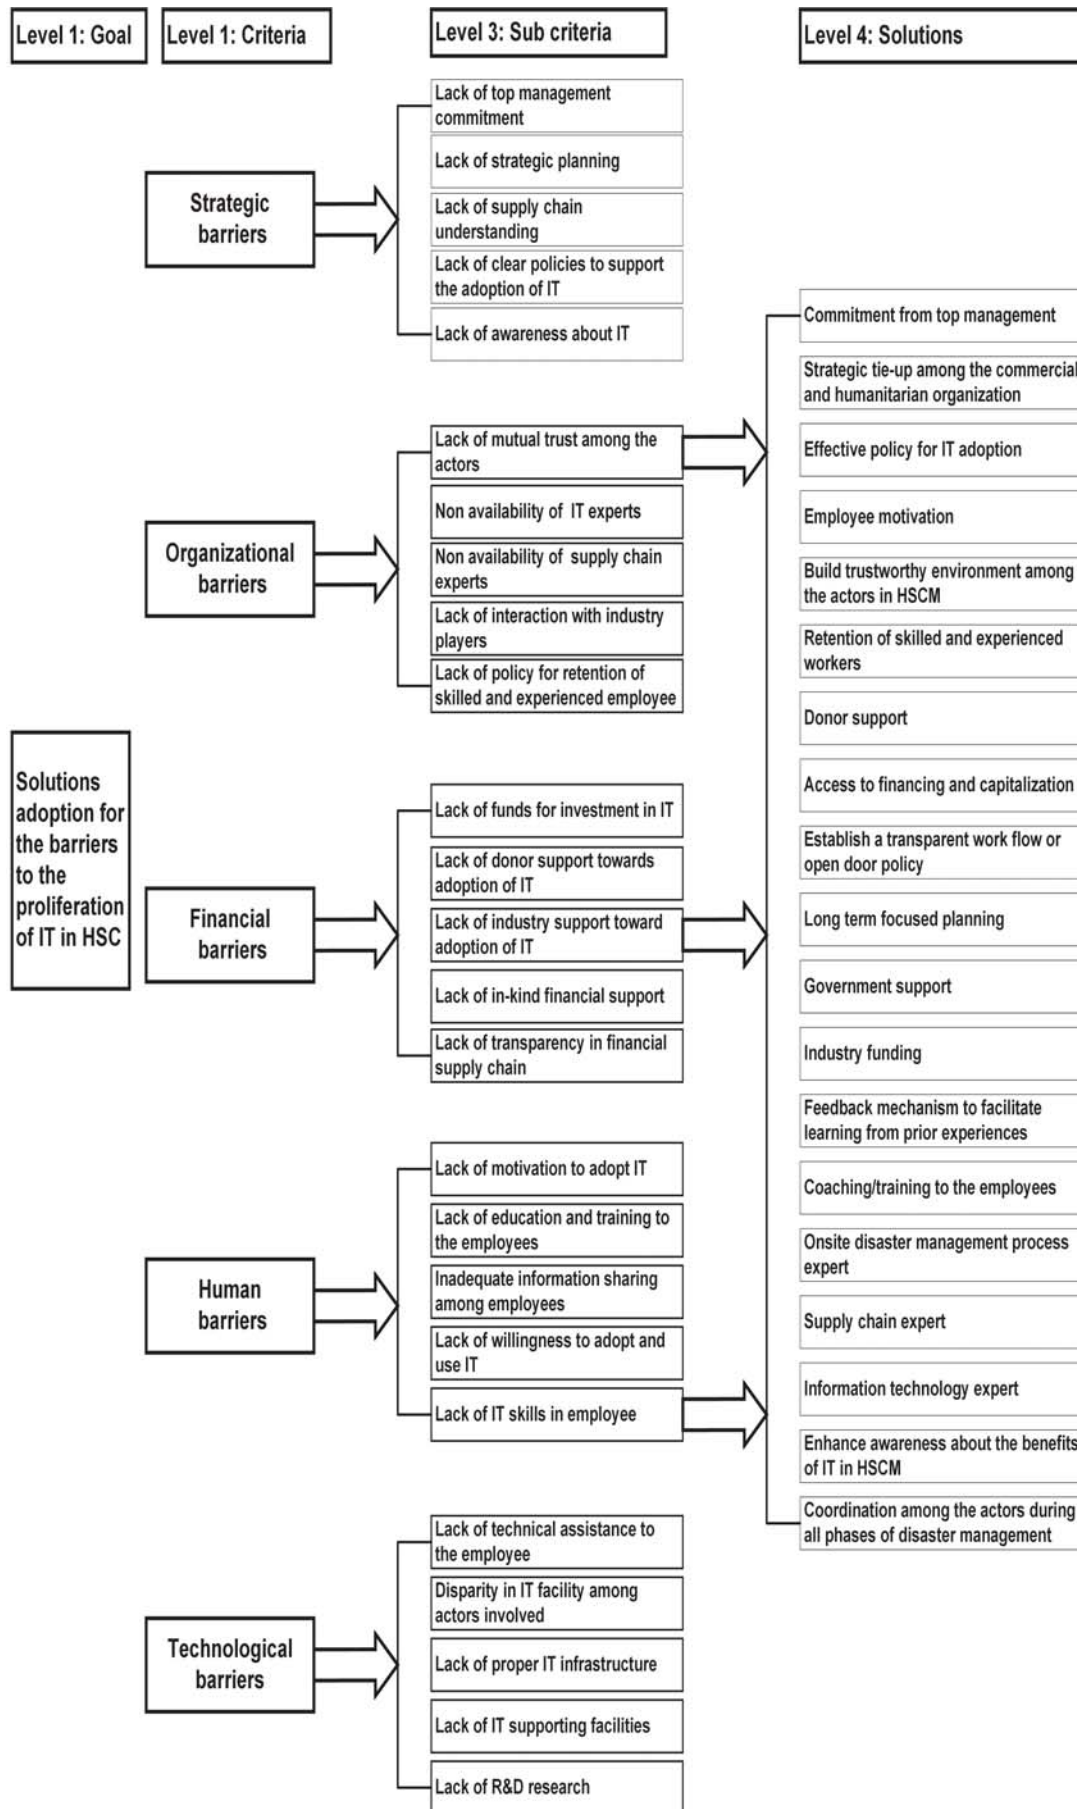 Level 1: Goal
Level 1: Criteria
Level 3: Sub criteria
Level 4: Solutions
Solutions
adoption for
the barriers
to the
proliferation
of IT in HSC
Strategic
barriers
Lack of top management
commitment
Lack of strategic planning
Lack of supply chain
understanding
Lack of clear policies to support
the adoption of IT
Lack of awareness about IT
Organizational
barriers
Lack of mutual trust among the
actors
Non availability of IT experts
Non availability of supply chain
experts
Lack of interaction with industry
players
Lack of policy for retention of
skilled and experienced employee
Financial
barriers
Lack of funds for investment in IT
Lack of donor support towards
adoption of IT
Lack of industry support toward
adoption of IT
Lack of in-kind financial support
Lack of transparency in financial
supply chain
Human
barriers
Lack of motivation to adopt IT
Lack of education and training to
the employees
Inadequate information sharing
among employees
Lack of willingness to adopt and
use IT
Lack of IT skills in employee
Technological
barriers
Lack of technical assistance to
the employee
Disparity in IT facility among
actors involved
Lack of proper IT infrastructure
Lack of IT supporting facilities
Lack of R&D research
Commitment from top management
Strategic tie-up among the commercial
and humanitarian organization
Effective policy for IT adoption
Employee motivation
Build trustworthy environment among
the actors in HSCM
Retention of skilled and experienced
workers
Donor support
Access to financing and capitalization
Establish a transparent work flow or
open door policy
Long term focused planning
Government support
Industry funding
Feedback mechanism to facilitate
learning from prior experiences
Coaching/training to the employees
Onsite disaster management process
expert
Supply chain expert
Information technology expert
Enhance awareness about the benefits
of IT in HSCM
Coordination among the actors during
all phases of disaster management